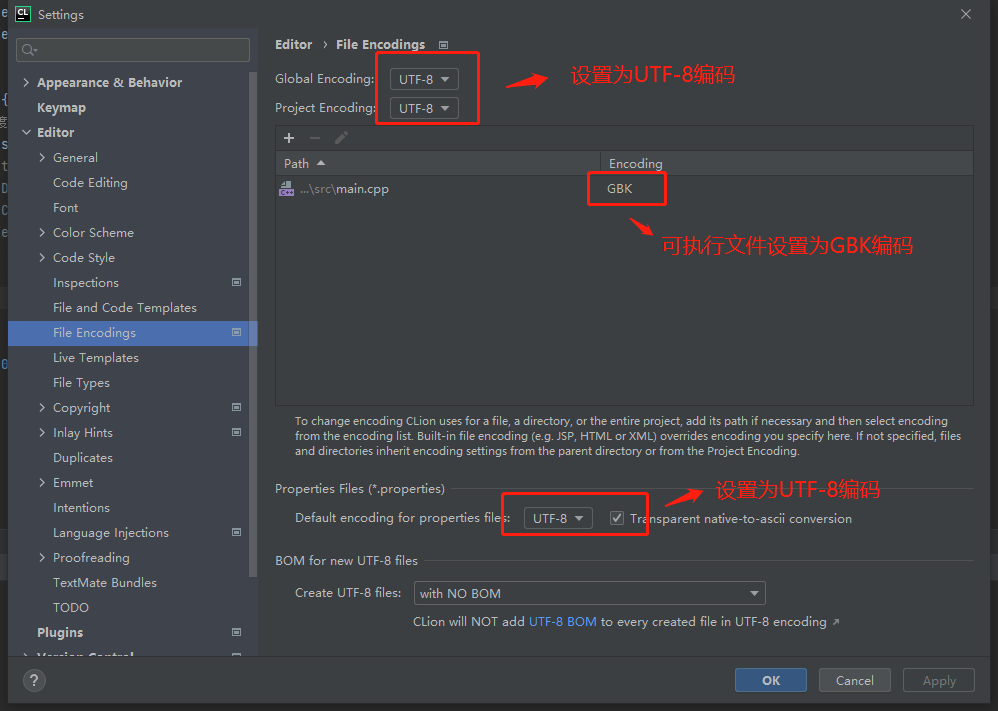 CL Settings
Editor › File Encodings
Global Encoding: UTF-8
设置为UTF-8编码
Project Encoding: UTF-8
Appearance & Behavior
Keymap
Editor
General
Code Editing
Font
Color Scheme
Code Style
Inspections
File and Code Templates
File Encodings
Live Templates
File Types
Copyright
Inlay Hints
Duplicates
Emmet
Intentions
Language Injections
Proofreading
TextMate Bundles
TODO
Plugins
Version Control
Path Encoding
...\src\main.cpp GBK
可执行文件设置为GBK编码
To change encoding CLion uses for a file, a directory, or the entire project, add its path if necessary and then select encoding
from the encoding list. Built-in file encoding (e.g. JSP, HTML or XML) overrides encoding you specify here. If not specified, files
and directories inherit encoding settings from the parent directory or from the Project Encoding.
Properties Files (*.properties)
设置为UTF-8编码
Default encoding for properties files: UTF-8 Transparent native-to-ascii conversion
BOM for new UTF-8 files
Create UTF-8 files: with NO BOM
CLion will NOT add UTF-8 BOM to every created file in UTF-8 encoding ↗
? OK Cancel Apply